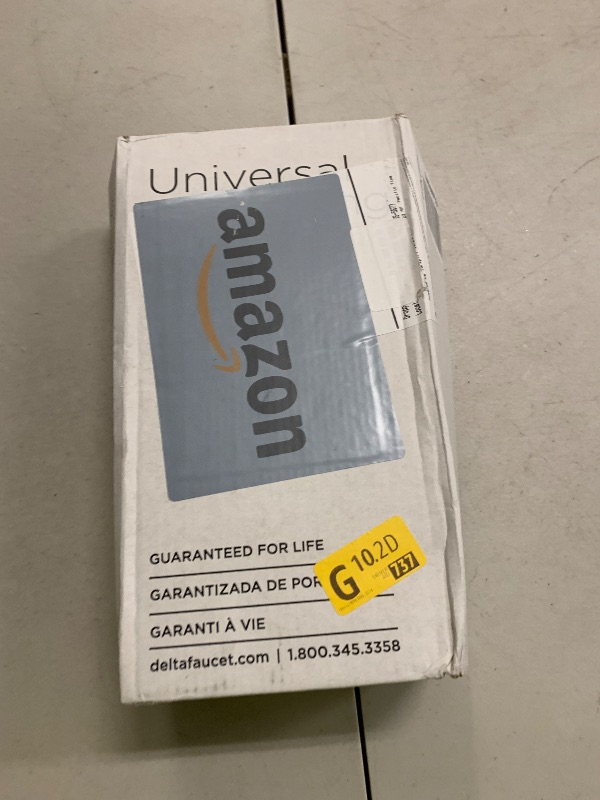 Universal
amazon
GUARANTEED FOR LIFE
GARANTIZADA DE POR
GARANTI À VIE
deltafaucet.com | 1.800.345.3358
G 10.2D
737